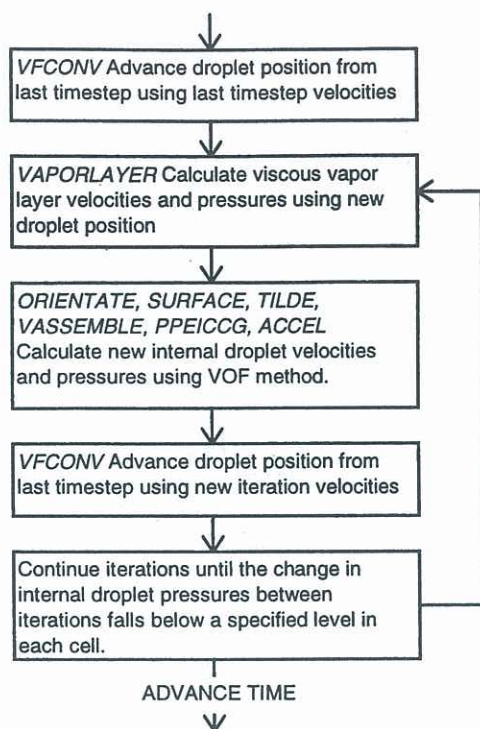 VFCONV Advance droplet position from
last timestep using last timestep velocities
VAPORLAYER Calculate viscous vapor
layer velocities and pressures using new
droplet position
ORIENTATE, SURFACE, TILDE,
VASSEMBLE, PPEICCG, ACCEL
Calculate new internal droplet velocities
and pressures using VOF method.
VFCONV Advance droplet position from
last timestep using new iteration velocities
Continue iterations until the change in
internal droplet pressures between
iterations falls below a specified level in
each cell.
ADVANCE TIME